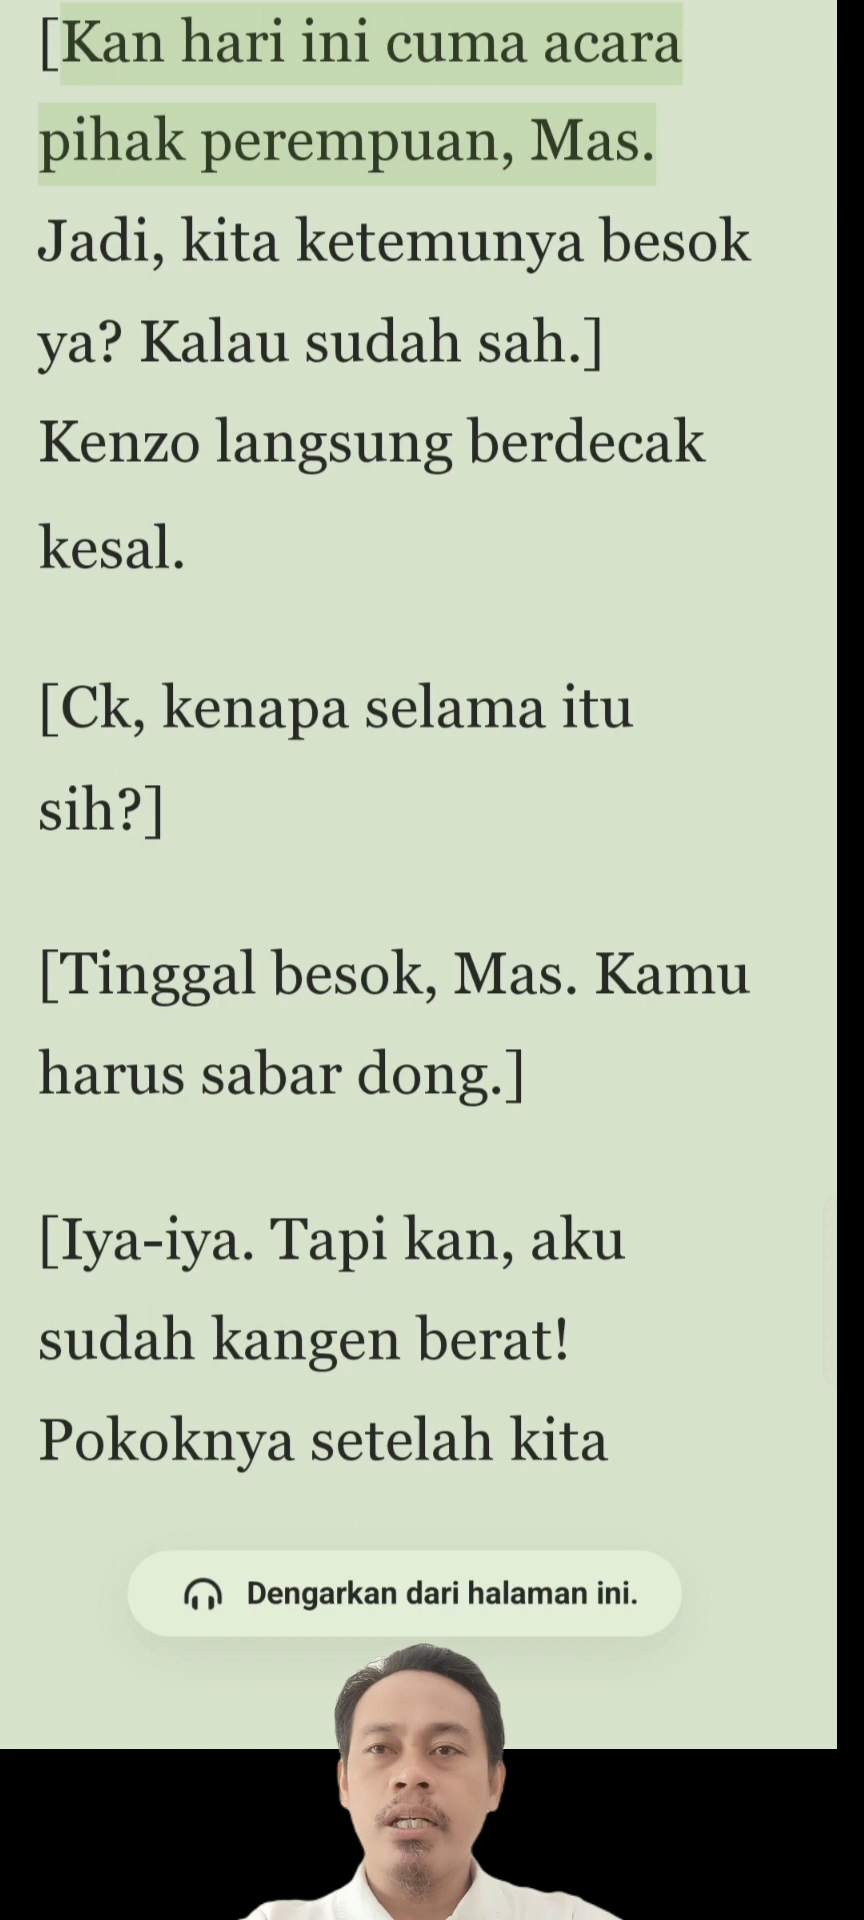 [Kan hari ini cuma acara
pihak perempuan, Mas.
Jadi, kita ketemunya besok
ya? Kalau sudah sah.]
Kenzo langsung berdecak
kesal.
[Ck, kenapa selama itu
sih?]
[Tinggal besok, Mas. Kamu
harus sabar dong.]
[Iya-iya. Tapi kan, aku
sudah kangen berat!
Pokoknya setelah kita
Dengarkan dari halaman ini.